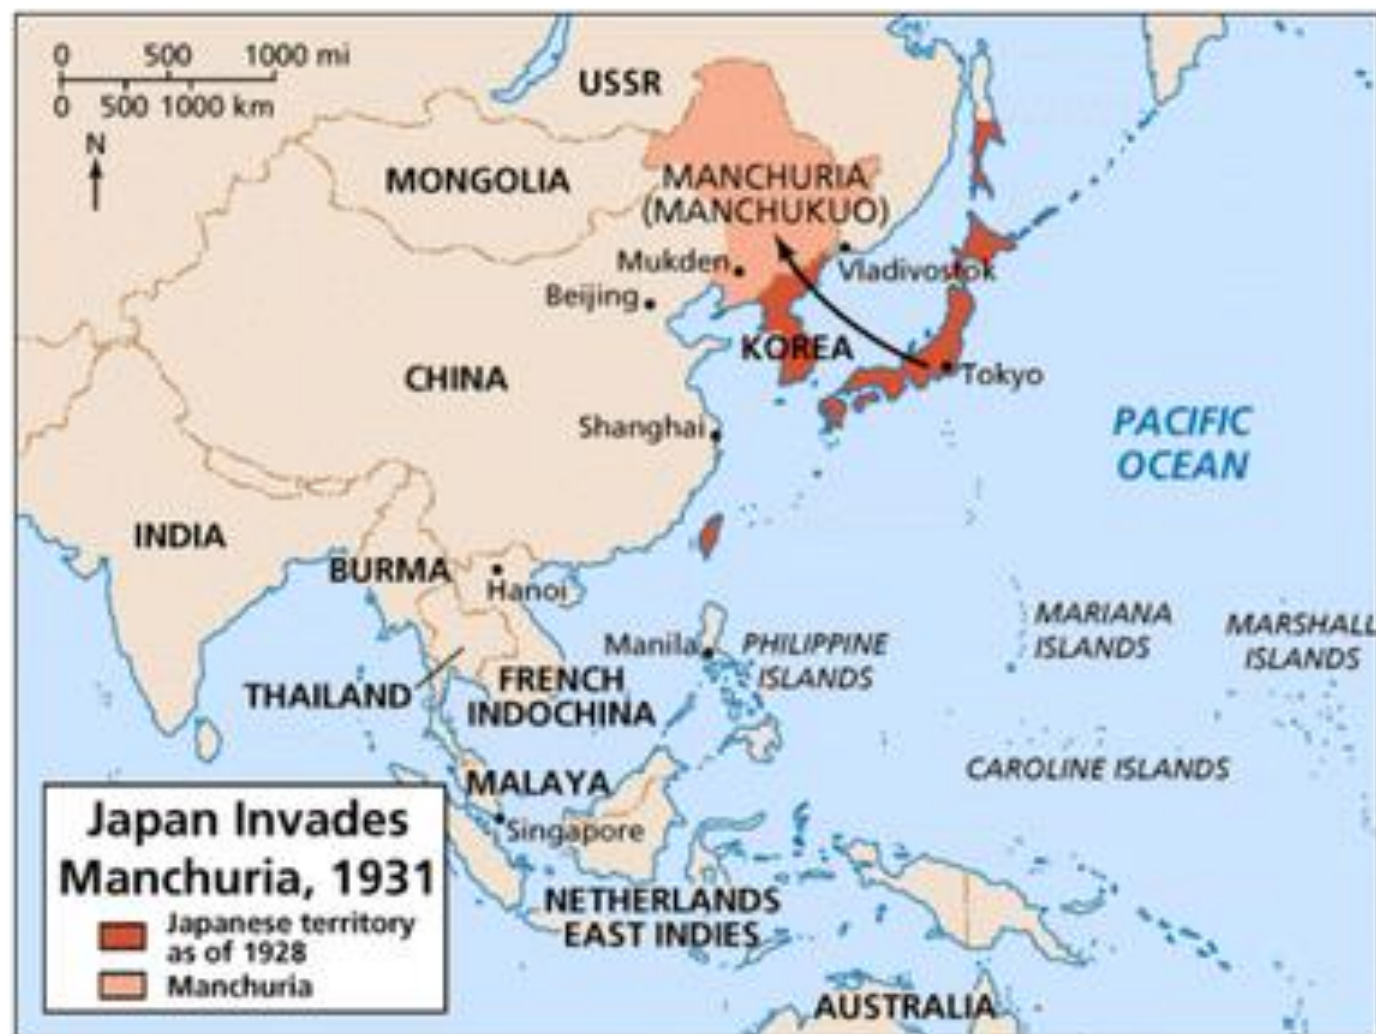 0 500 1000 mi
0 500 1000 km
N
USSR
MONGOLIA
MANCHURIA
(MANCHUKUO)
Mukden
Vladivostok
Beijing
KOREA
CHINA
Tokyo
Shanghai
PACIFIC
OCEAN
INDIA
BURMA
Hanoi
Manila
PHILIPPINE
ISLANDS
MARIANA
ISLANDS
MARSHALL
ISLANDS
THAILAND
FRENCH
INDOCHINA
CAROLINE ISLANDS
MALAYA
Singapore
NETHERLANDS
EAST INDIES
AUSTRALIA
Japan Invades
Manchuria, 1931
Japanese territory
as of 1928
Manchuria